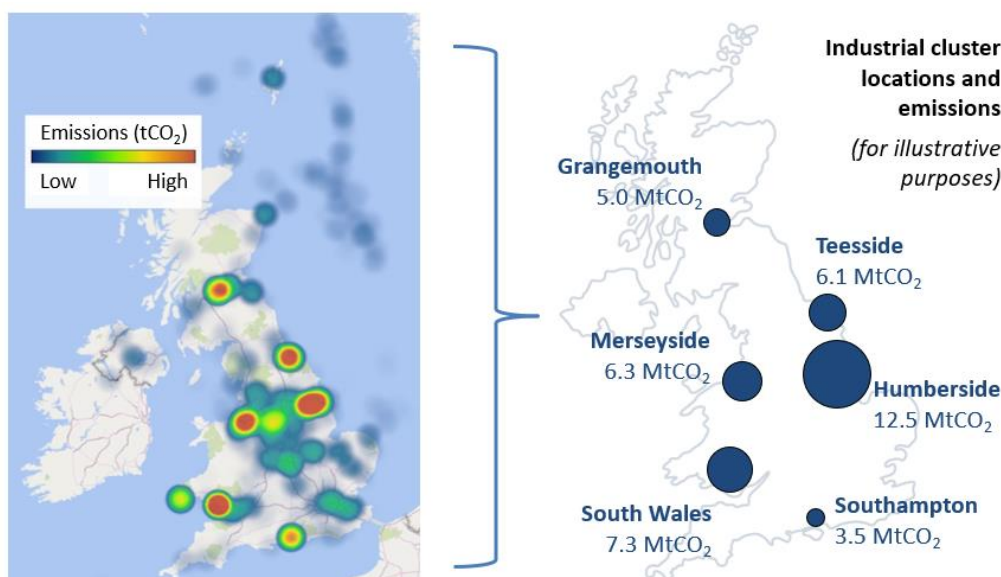 Emissions (tCO₂)
Low High
Industrial cluster
locations and
emissions
(for illustrative
purposes)
Grangemouth
5.0 MtCO₂
Teesside
6.1 MtCO₂
Merseyside
6.3 MtCO₂
Humberside
12.5 MtCO₂
South Wales
7.3 MtCO₂
Southampton
3.5 MtCO₂